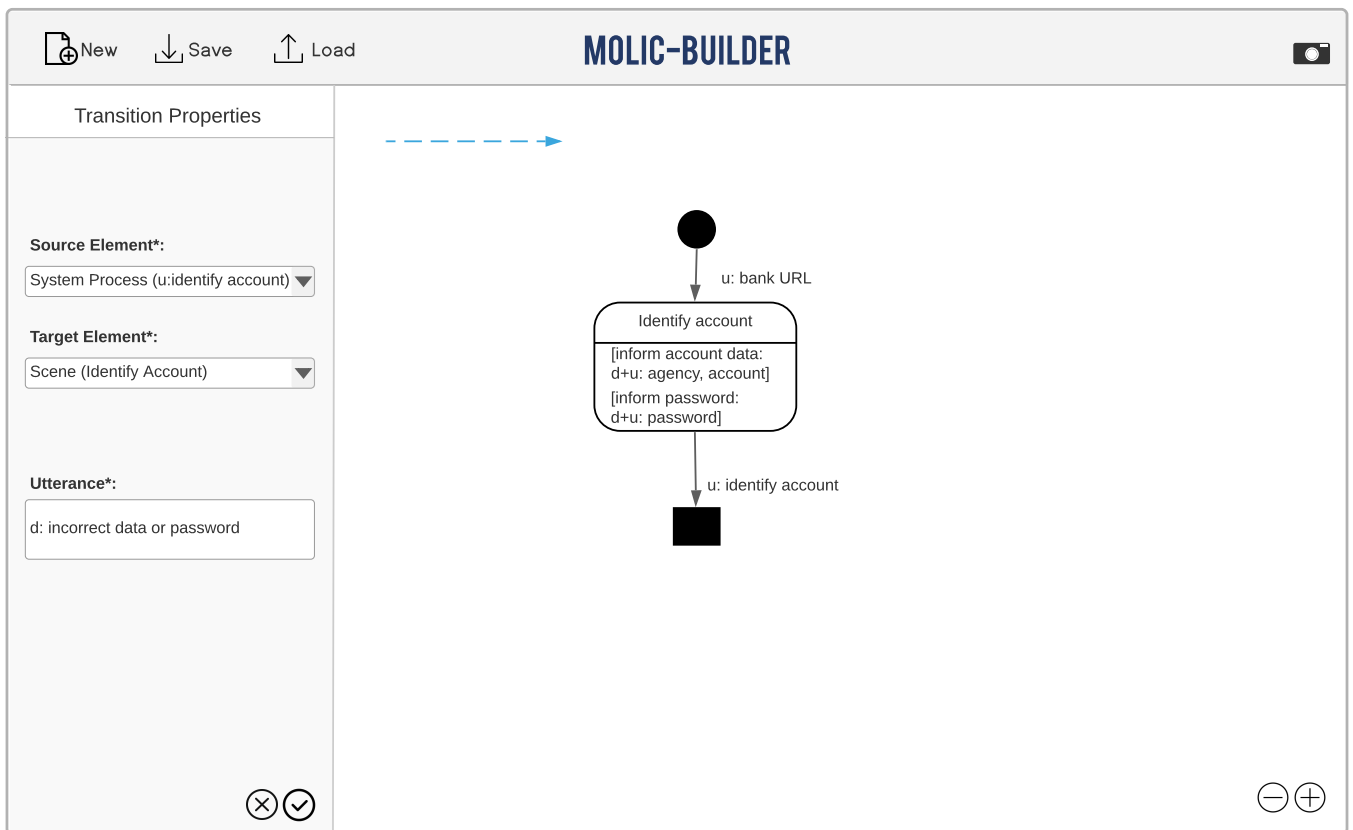 New
Save
Load
MOLIC-BUILDER
Transition Properties
Source Element*:
System Process (u:identify account)
Target Element*:
Scene (Identify Account)
Utterance*:
d: incorrect data or password
u: bank URL
Identify account
[inform account data:
d+u: agency, account]
[inform password:
d+u: password]
u: identify account